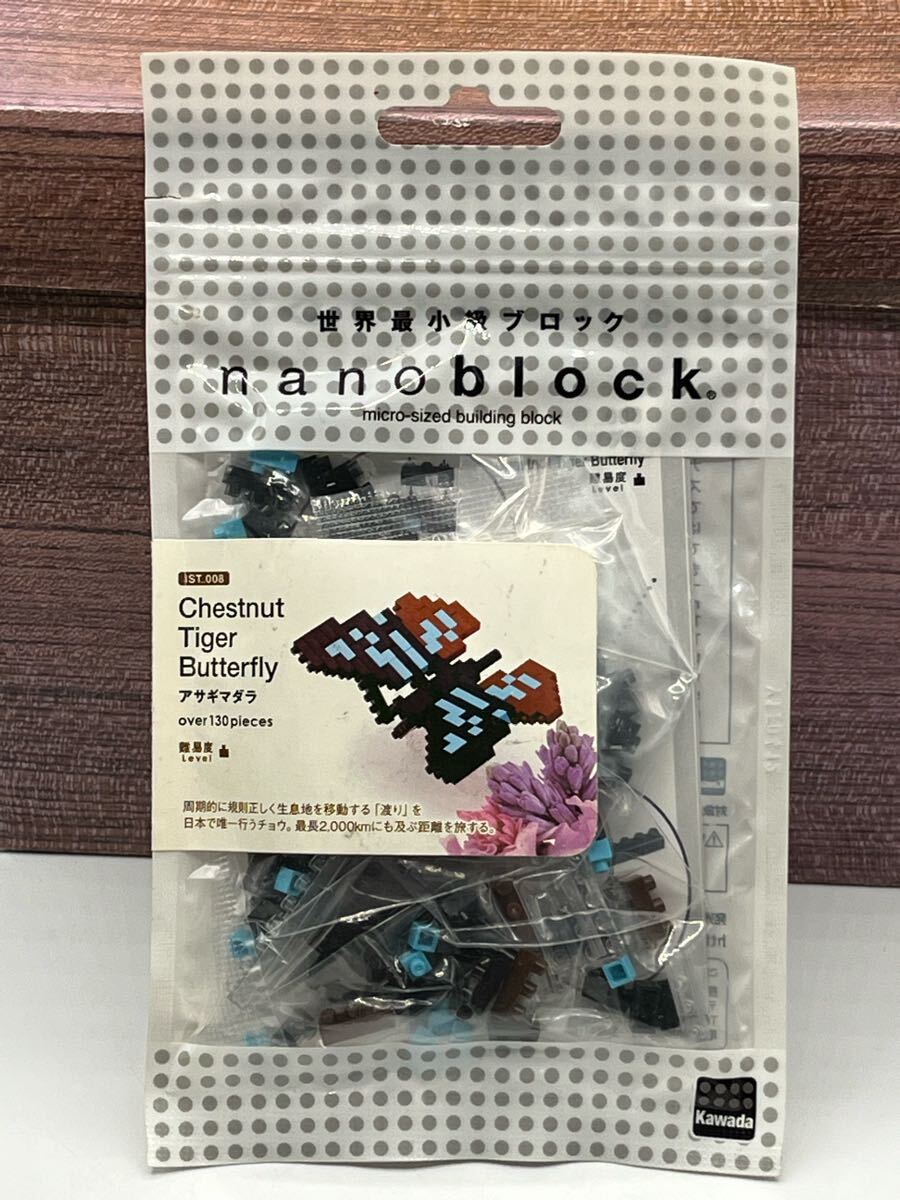 世界最小級ブロック
nanoblock®
micro-sized building block
Butterfly
難易度
Level
IST_008
Chestnut
Tiger
Butterfly
アサギマダラ
over 130 pieces
難易度
Level
周期的に規則正しく生息地を移動する「渡り」を
日本で唯一行うチョウ。最長2,000kmにも及ぶ距離を旅する。
Kawada